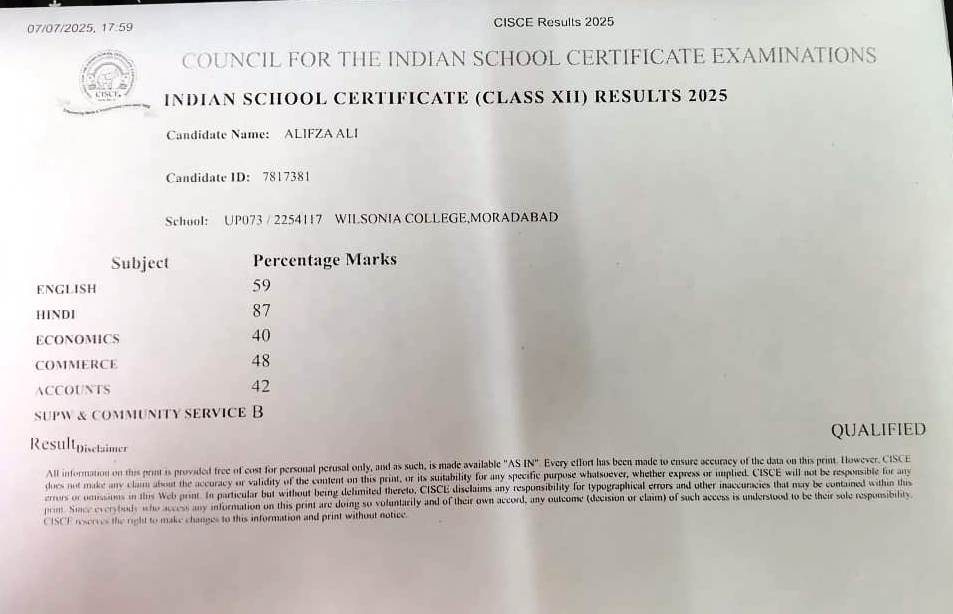 07/07/2025, 17:59
CISCE Results 2025
COUNCIL FOR THE INDIAN SCHOOL CERTIFICATE EXAMINATIONS
CISCE
INDIAN SCHOOL CERTIFICATE (CLASS XII) RESULTS 2025
Candidate Name: ALIFZA ALI
Candidate ID: 7817381
School: UP073 / 2254117 WILSONIA COLLEGE,MORADABAD
Subject Percentage Marks
ENGLISH 59
HINDI 87
ECONOMICS 40
COMMERCE 48
ACCOUNTS 42
SUPW & COMMUNITY SERVICE B
Result QUALIFIED
Disclaimer
All information on this print is provided free of cost for personal perusal only, and as such, is made available "AS IN". Every effort has been made to ensure accuracy of the data on this print. However, CISCE
does not make any claim about the accuracy or validity of the content on this print, or its suitability for any specific purpose whatsoever, whether express or implied. CISCE will not be responsible for any
errors or omissions in this Web print. In particular but without being delimited thereto, CISCE disclaims any responsibility for typographical errors and other inaccuracies that may be contained within this
print. Since everybody who access any information on this print are doing so voluntarily and of their own accord, any outcome (decision or claim) of such access is understood to be their sole responsibility.
CISCE reserves the right to make changes to this information and print without notice.